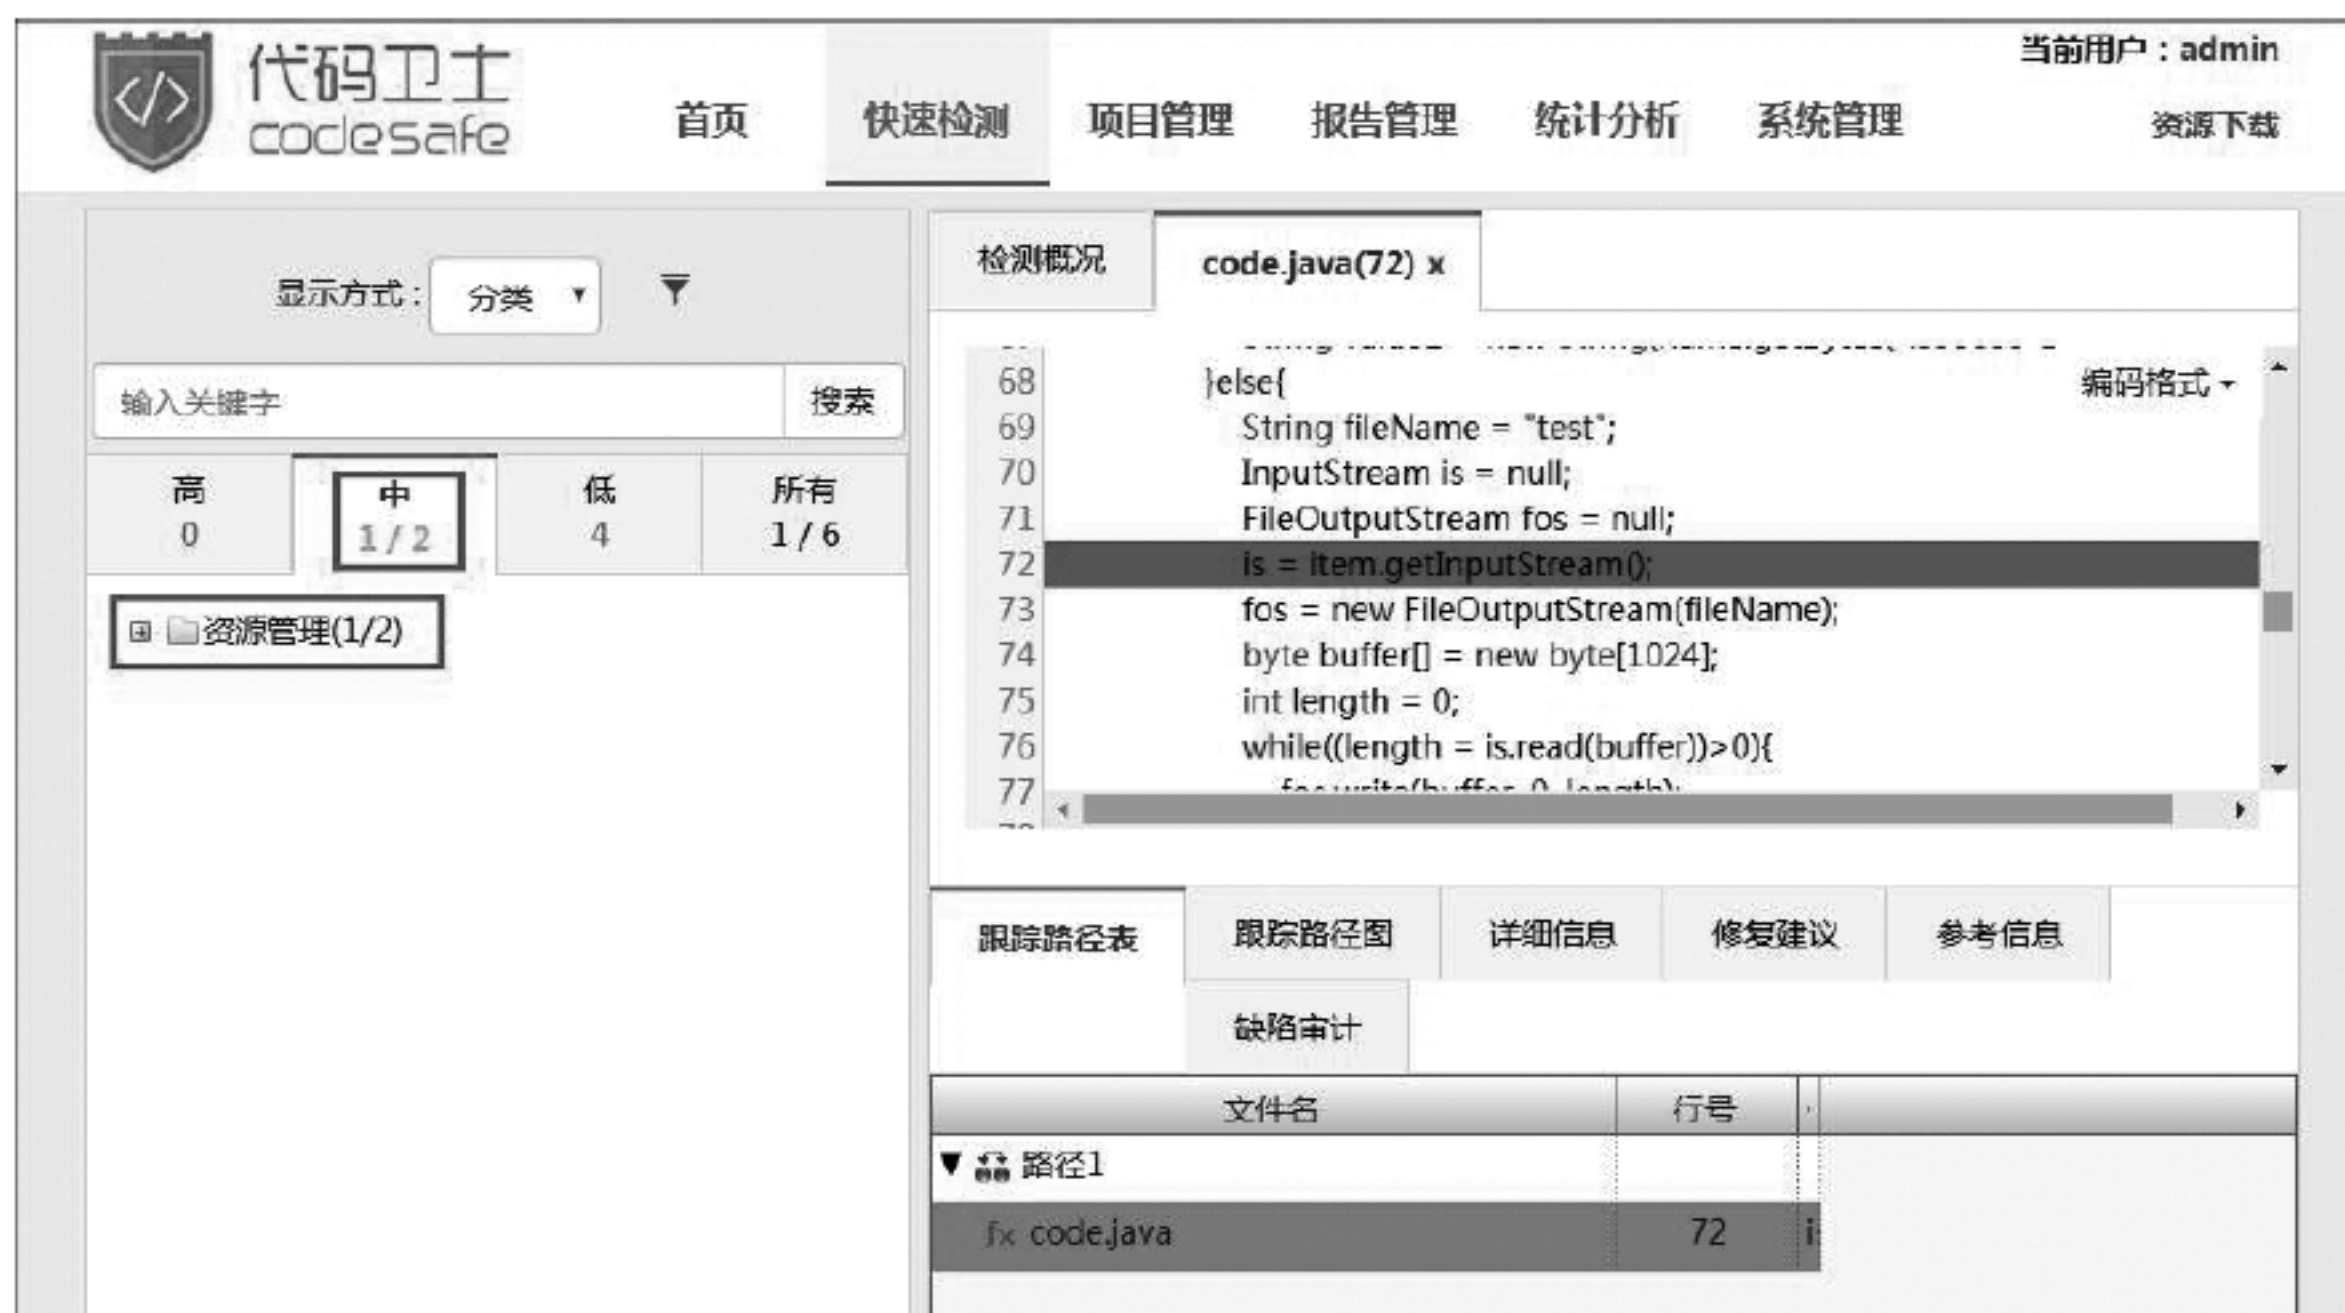 代码卫士
codesafe
当前用户：admin
首页 快速检测 项目管理 报告管理 统计分析 系统管理 资源下载
显示方式： 分类
输入关键字 搜索
高 中 低 所有
0 1 / 2 4 1 / 6
资源管理(1/2)
检测概况 code.java(72) x
编码格式
68 }else{
69 String fileName = "test";
70 InputStream is = null;
71 FileOutputStream fos = null;
72 is = item.getInputStream();
73 fos = new FileOutputStream(fileName);
74 byte buffer[] = new byte[1024];
75 int length = 0;
76 while((length = is.read(buffer))>0){
77 fos.write(buffer, 0, length);
跟踪路径表 跟踪路径图 详细信息 修复建议 参考信息
缺陷审计
文件名 行号
路径1
fx code.java 72 i